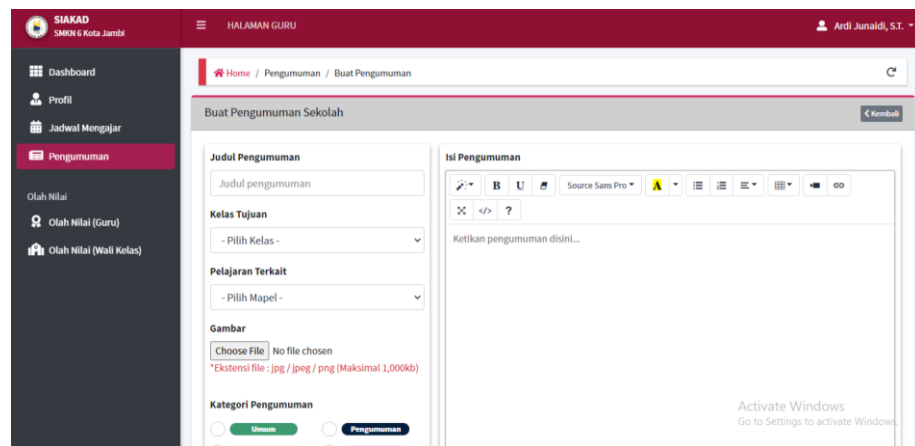 SIAKAD
SMKN 6 Kota Jambi
HALAMAN GURU
Ardi Junaidi, S.T.
Dashboard
Profil
Jadwal Mengajar
Pengumuman
Olah Nilai
Olah Nilai (Guru)
Olah Nilai (Wali Kelas)
Home / Pengumuman / Buat Pengumuman
Buat Pengumuman Sekolah
Kembali
Judul Pengumuman
Judul pengumuman
Kelas Tujuan
- Pilih Kelas -
Pelajaran Terkait
- Pilih Mapel -
Gambar
Choose File No file chosen
*Ekstensi file : jpg / jpeg / png (Maksimal 1,000kb)
Kategori Pengumuman
Umum Pengumuman
Isi Pengumuman
B U Source Sans Pro A
</> ?
Ketikan pengumuman disini...
Activate Windows
Go to Settings to activate Windows.